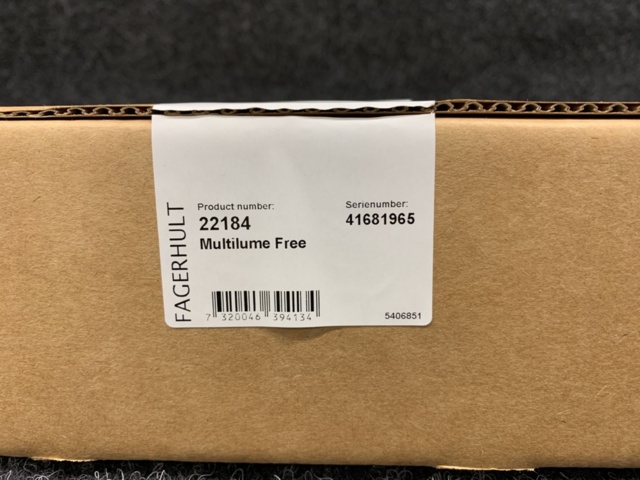 FAGERHULT
Product number:
22184
Multilume Free
Serienumber:
41681965
7 320046 394134
5406851